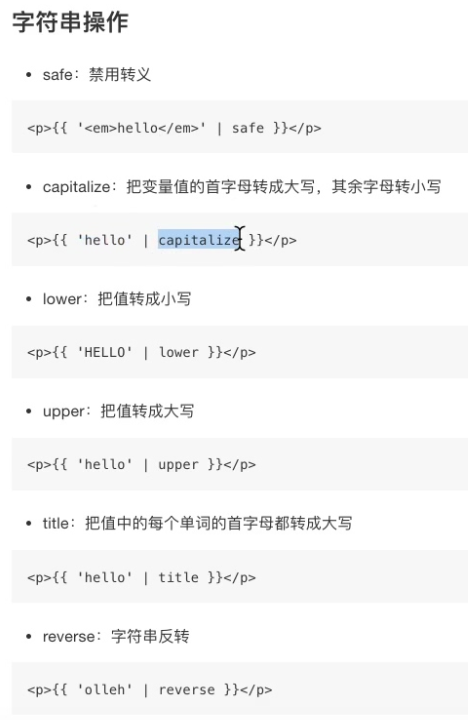 字符串操作
• safe：禁用转义
<p>{{ '<em>hello</em>' | safe }}</p>
• capitalize：把变量值的首字母转成大写，其余字母转小写
<p>{{ 'hello' | capitalize }}</p>
• lower：把值转成小写
<p>{{ 'HELLO' | lower }}</p>
• upper：把值转成大写
<p>{{ 'hello' | upper }}</p>
• title：把值中的每个单词的首字母都转成大写
<p>{{ 'hello' | title }}</p>
• reverse：字符串反转
<p>{{ 'olleh' | reverse }}</p>